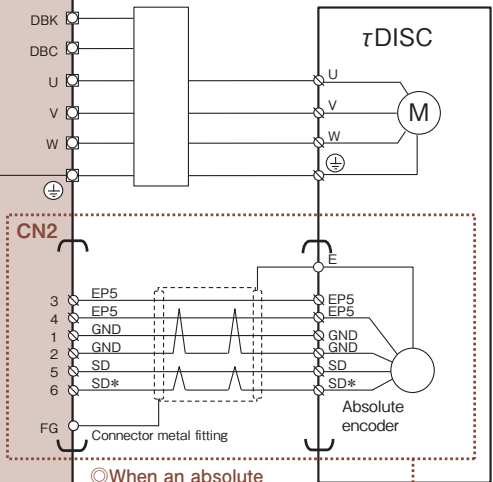 DBK
DBC
U
V
W
τDISC
U
V
W
M
CN2
E
3 EP5 EP5
4 EP5 EP5
1 GND GND
2 GND GND
5 SD SD
6 SD* SD*
Absolute
encoder
FG Connector metal fitting
◎When an absolute